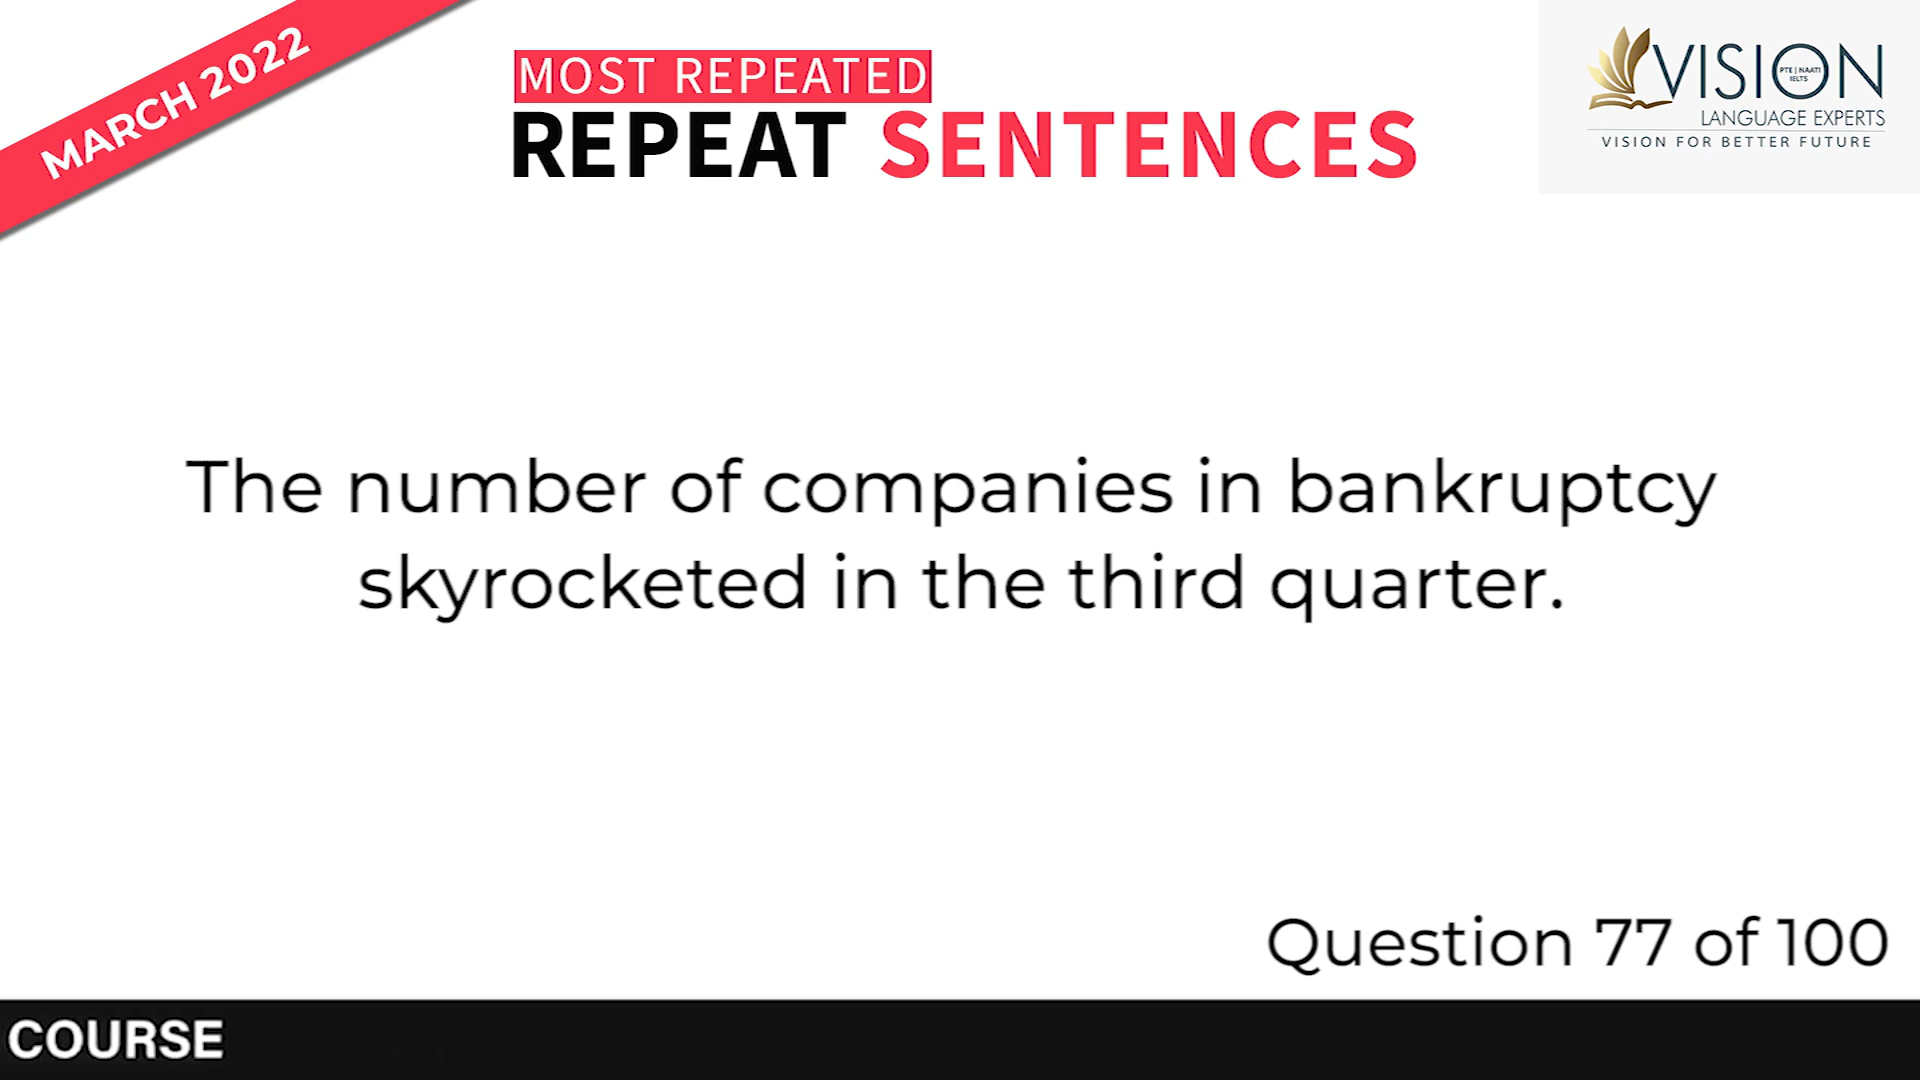 MARCH 2022
MOST REPEATED
REPEAT SENTENCES
VISION
PTE | NAATI
IELTS
LANGUAGE EXPERTS
VISION FOR BETTER FUTURE
The number of companies in bankruptcy
skyrocketed in the third quarter.
Question 77 of 100
COURSE